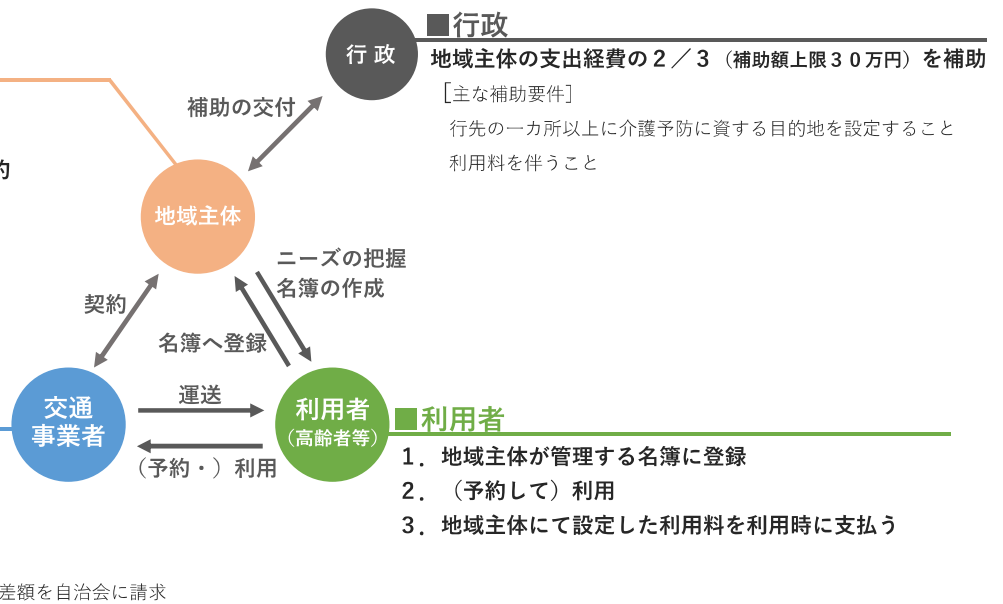 ■行政
行 政
地域主体の支出経費の２／３（補助額上限３０万円）を補助
［主な補助要件］
行先の一カ所以上に介護予防に資する目的地を設定すること
利用料を伴うこと
補助の交付
約
地域主体
ニーズの把握
名簿の作成
契約
名簿へ登録
交通
事業者
運送
（予約・）利用
利用者
（高齢者等）
■利用者
１．地域主体が管理する名簿に登録
２．（予約して）利用
３．地域主体にて設定した利用料を利用時に支払う
差額を自治会に請求